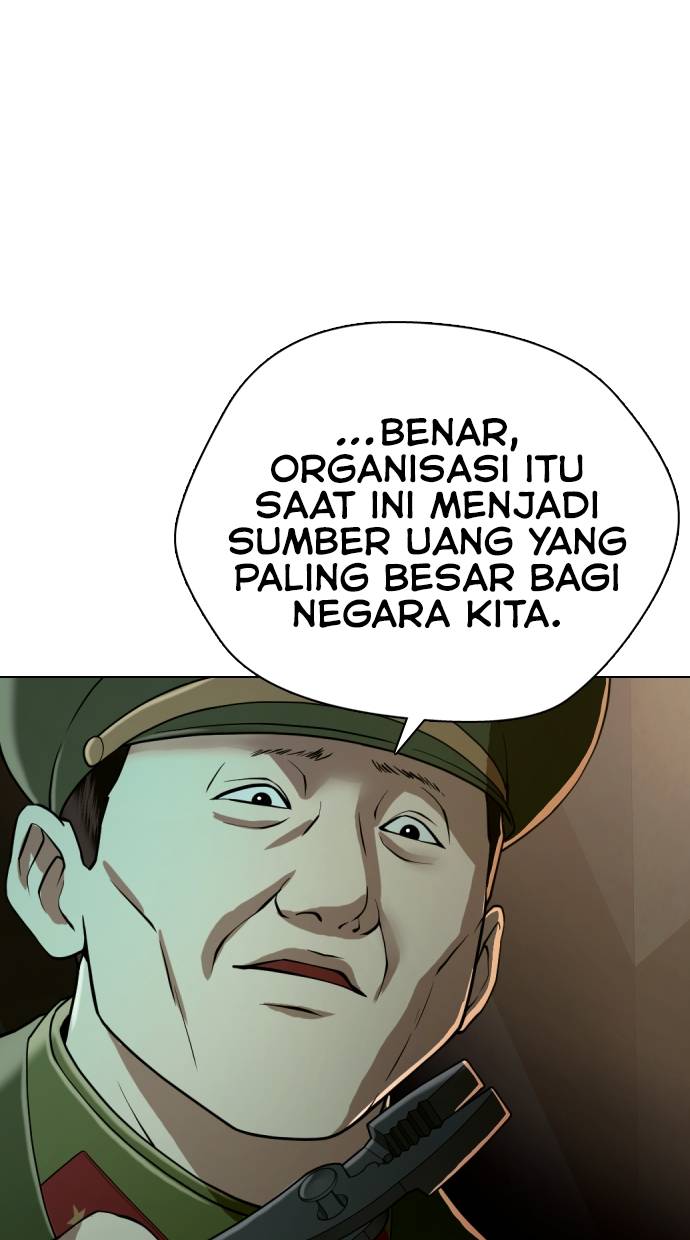 ...BENAR,
ORGANISASI ITU
SAAT INI MENJADI
SUMBER UANG YANG
PALING BESAR BAGI
NEGARA KITA.